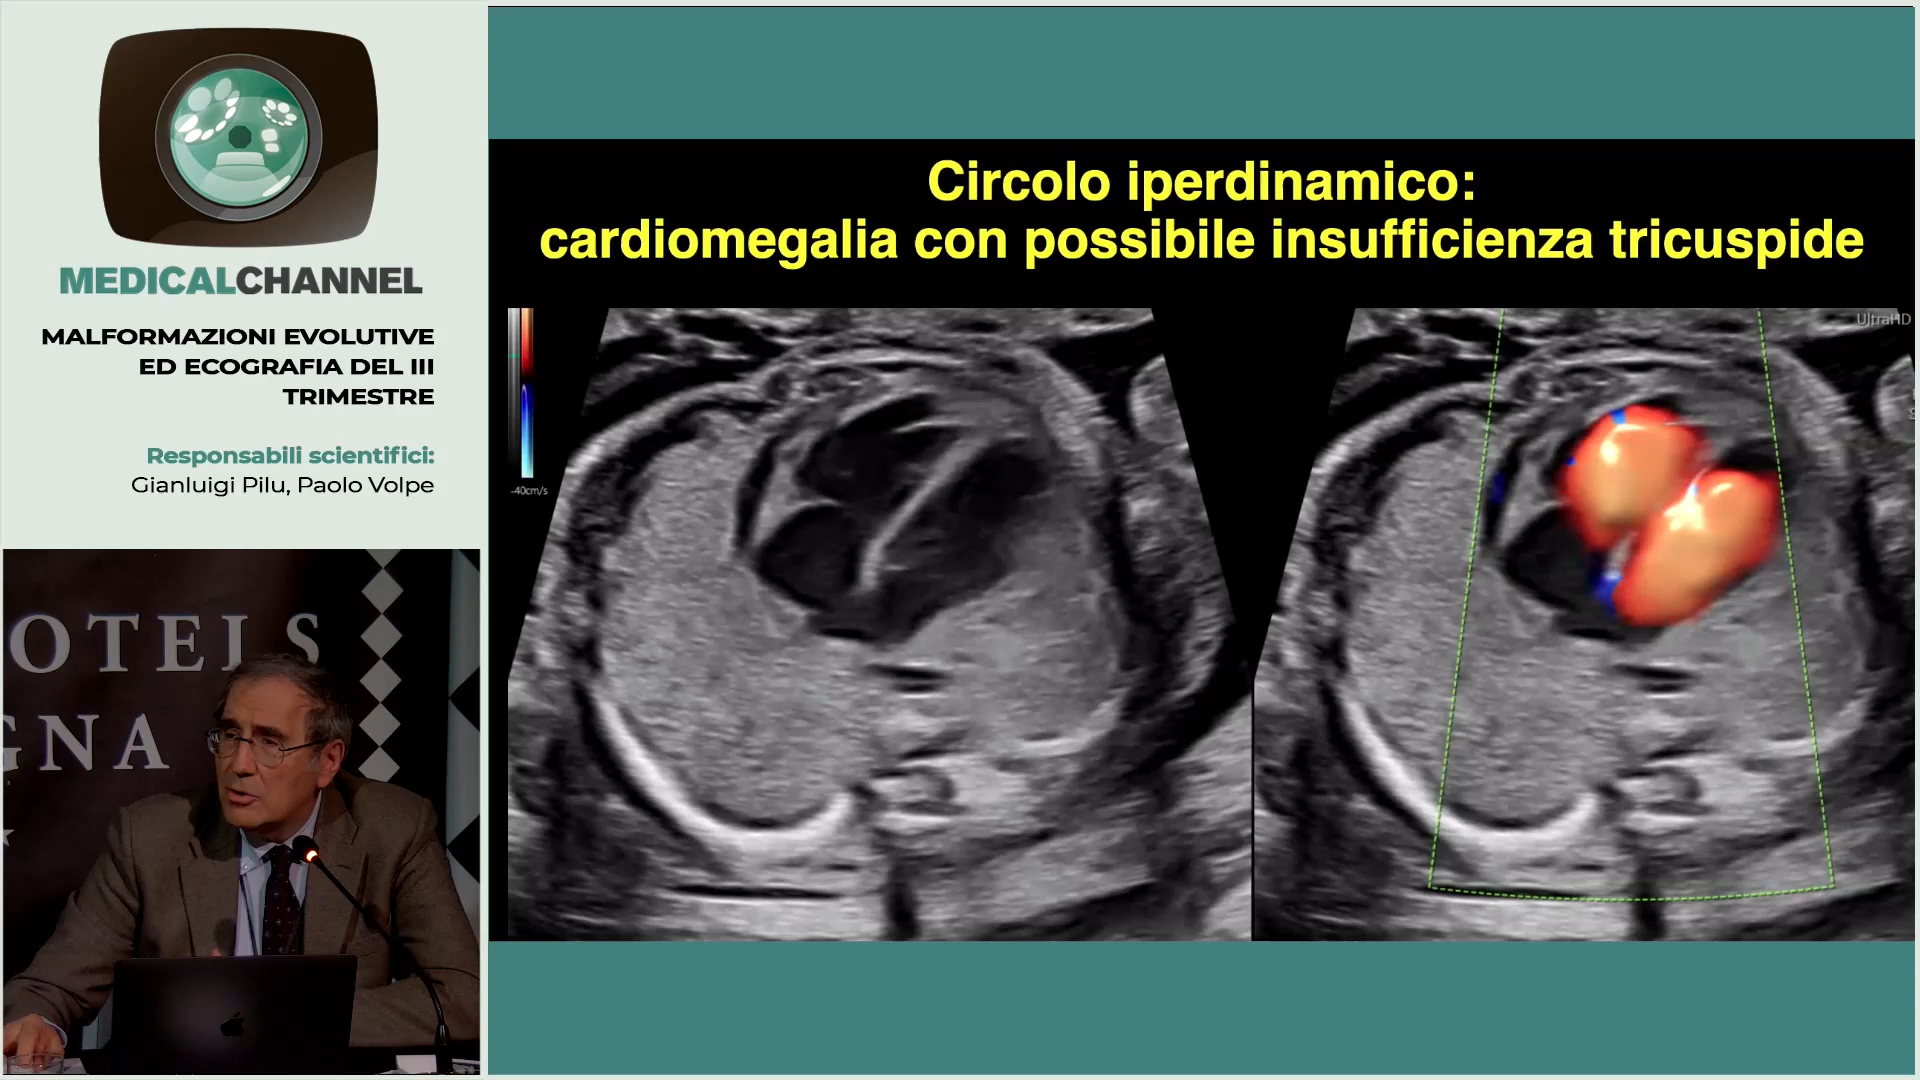 MEDICALCHANNEL
MALFORMAZIONI EVOLUTIVE
ED ECOGRAFIA DEL III
TRIMESTRE
Responsabili scientifici:
Gianluigi Pilu, Paolo Volpe
OTELS
GNA
Circolo iperdinamico:
cardiomegalia con possibile insufficienza tricuspide
-40cm/s
UltraHD